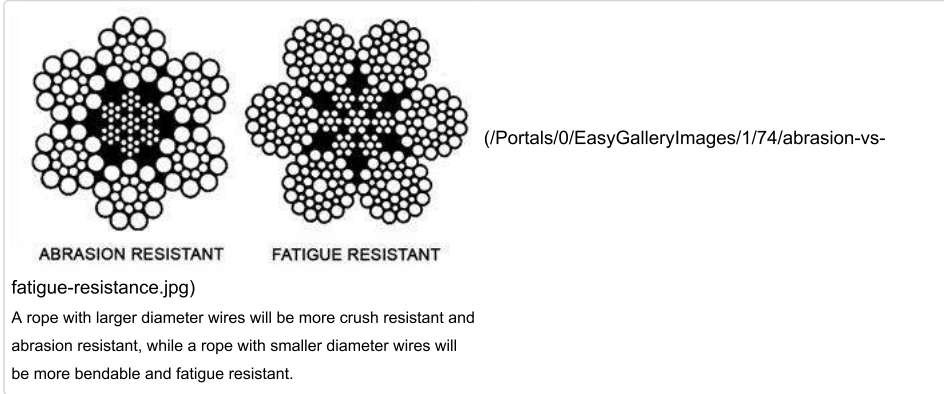 ABRASION RESISTANT
FATIGUE RESISTANT
(/Portals/0/EasyGalleryImages/1/74/abrasion-vs-
fatigue-resistance.jpg)
A rope with larger diameter wires will be more crush resistant and
abrasion resistant, while a rope with smaller diameter wires will
be more bendable and fatigue resistant.